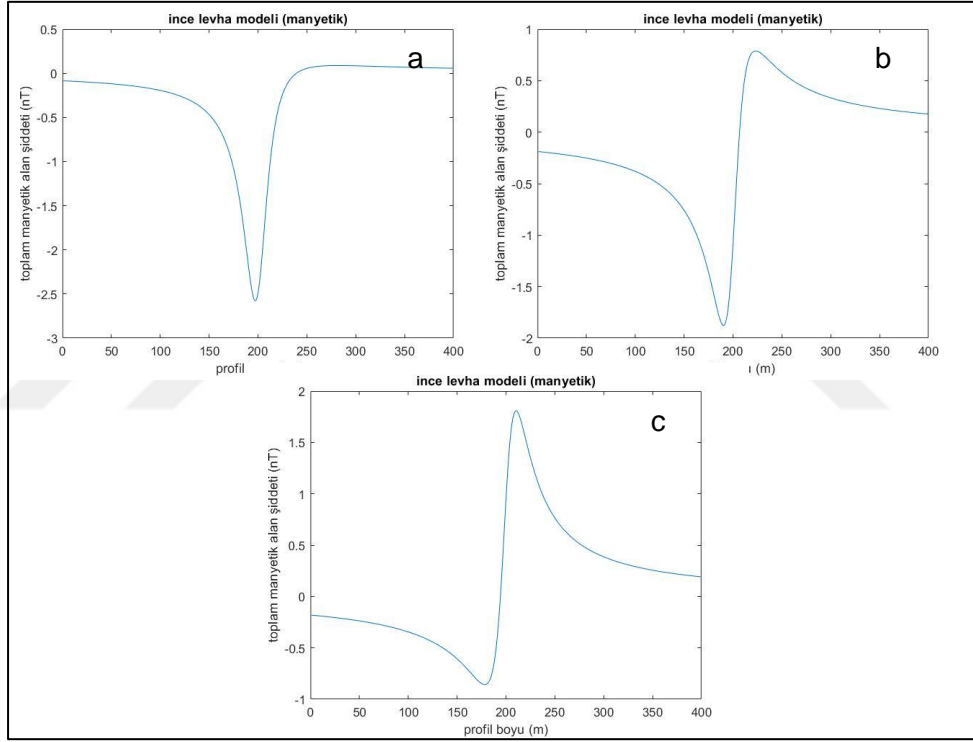 ince levha modeli (manyetik)
a
toplam manyetik alan şiddeti (nT)
0.5
0
-0.5
-1
-1.5
-2
-2.5
-3
0 50 100 150 200 250 300 350 400
profil
ince levha modeli (manyetik)
b
toplam manyetik alan şiddeti (nT)
1
0.5
0
-0.5
-1
-1.5
-2
0 50 100 150 200 250 300 350 400
ı (m)
ince levha modeli (manyetik)
c
toplam manyetik alan şiddeti (nT)
2
1.5
1
0.5
0
-0.5
-1
0 50 100 150 200 250 300 350 400
profil boyu (m)